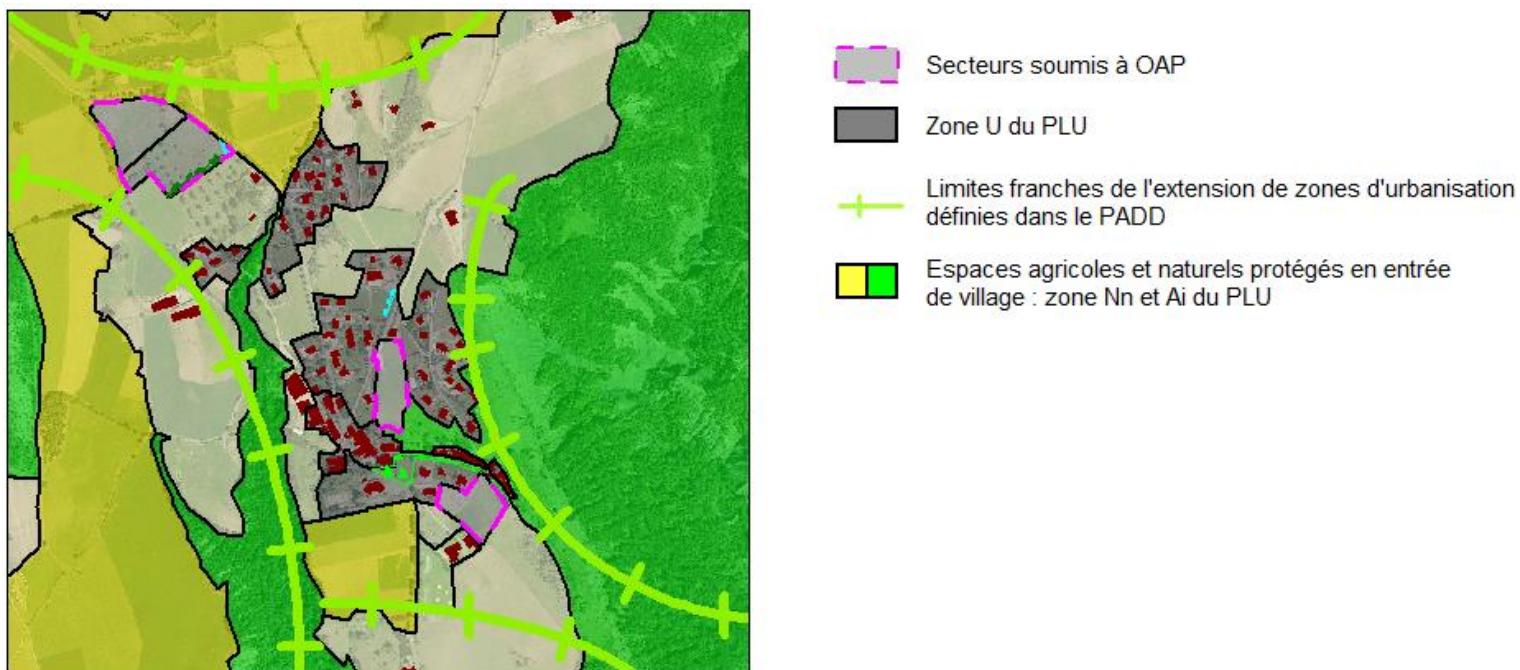 Secteurs soumis à OAP
Zone U du PLU
Limites franches de l'extension de zones d'urbanisation
définies dans le PADD
Espaces agricoles et naturels protégés en entrée
de village : zone Nn et Ai du PLU